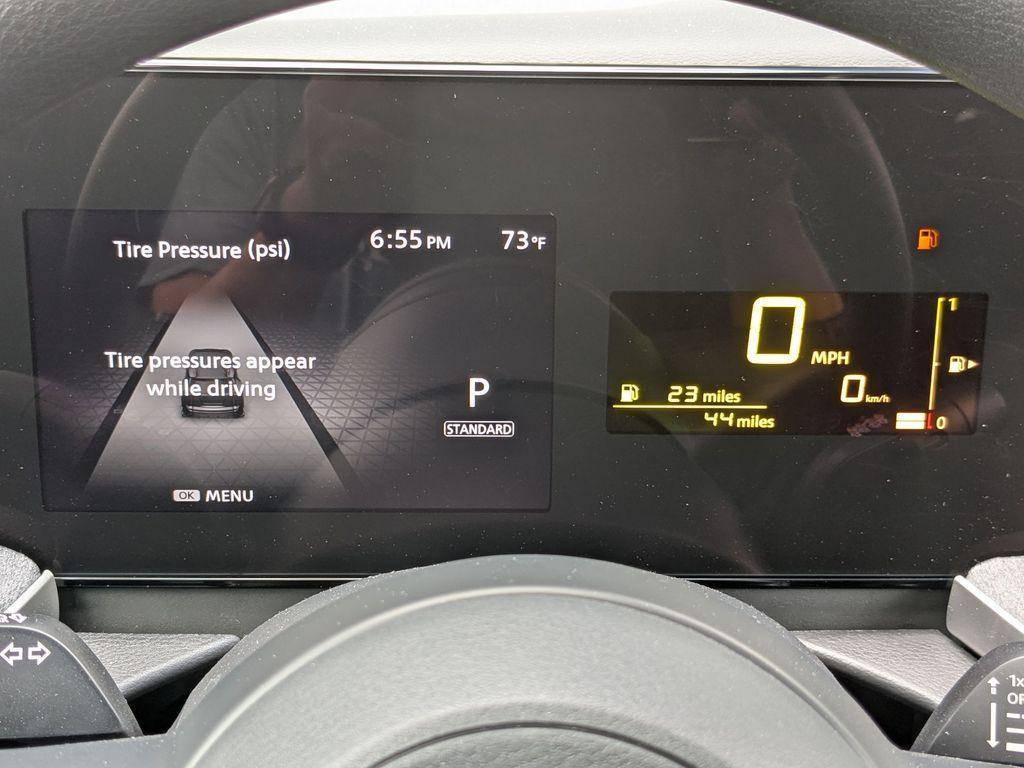 Tire Pressure (psi)
6:55 PM
73°F
Tire pressures appear
while driving
P
STANDARD
OK MENU
0 MPH
0 km/h
23 miles
44 miles
1
0
1x